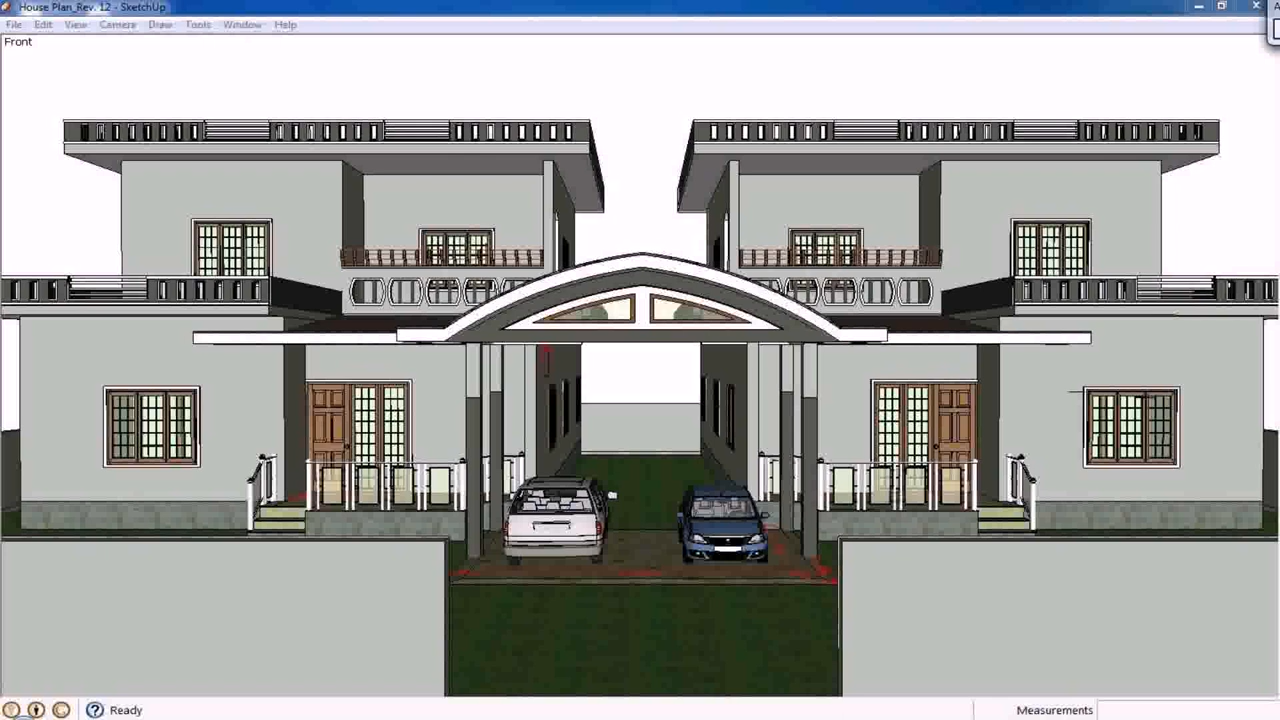 House Plan_Rev. 12 - SketchUp
File Edit View Camera Draw Tools Window Help
Front
Ready
Measurements